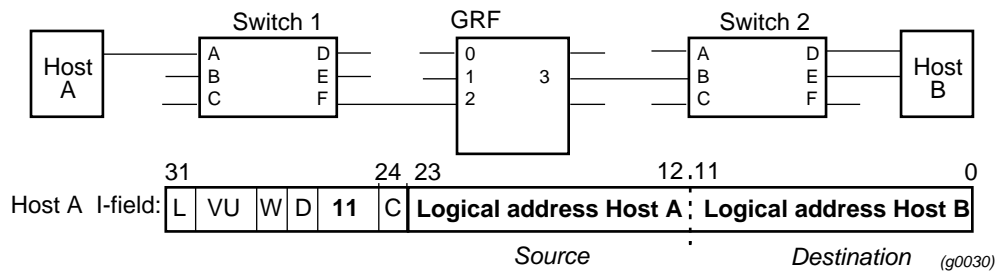 Switch 1 GRF Switch 2
Host A
A D
B E
C F
0
1 3
2
A D
B E
C F
Host B
31 24 23 12 11 0
Host A I-field: L VU W D 11 C Logical address Host A Logical address Host B
Source Destination (g0030)